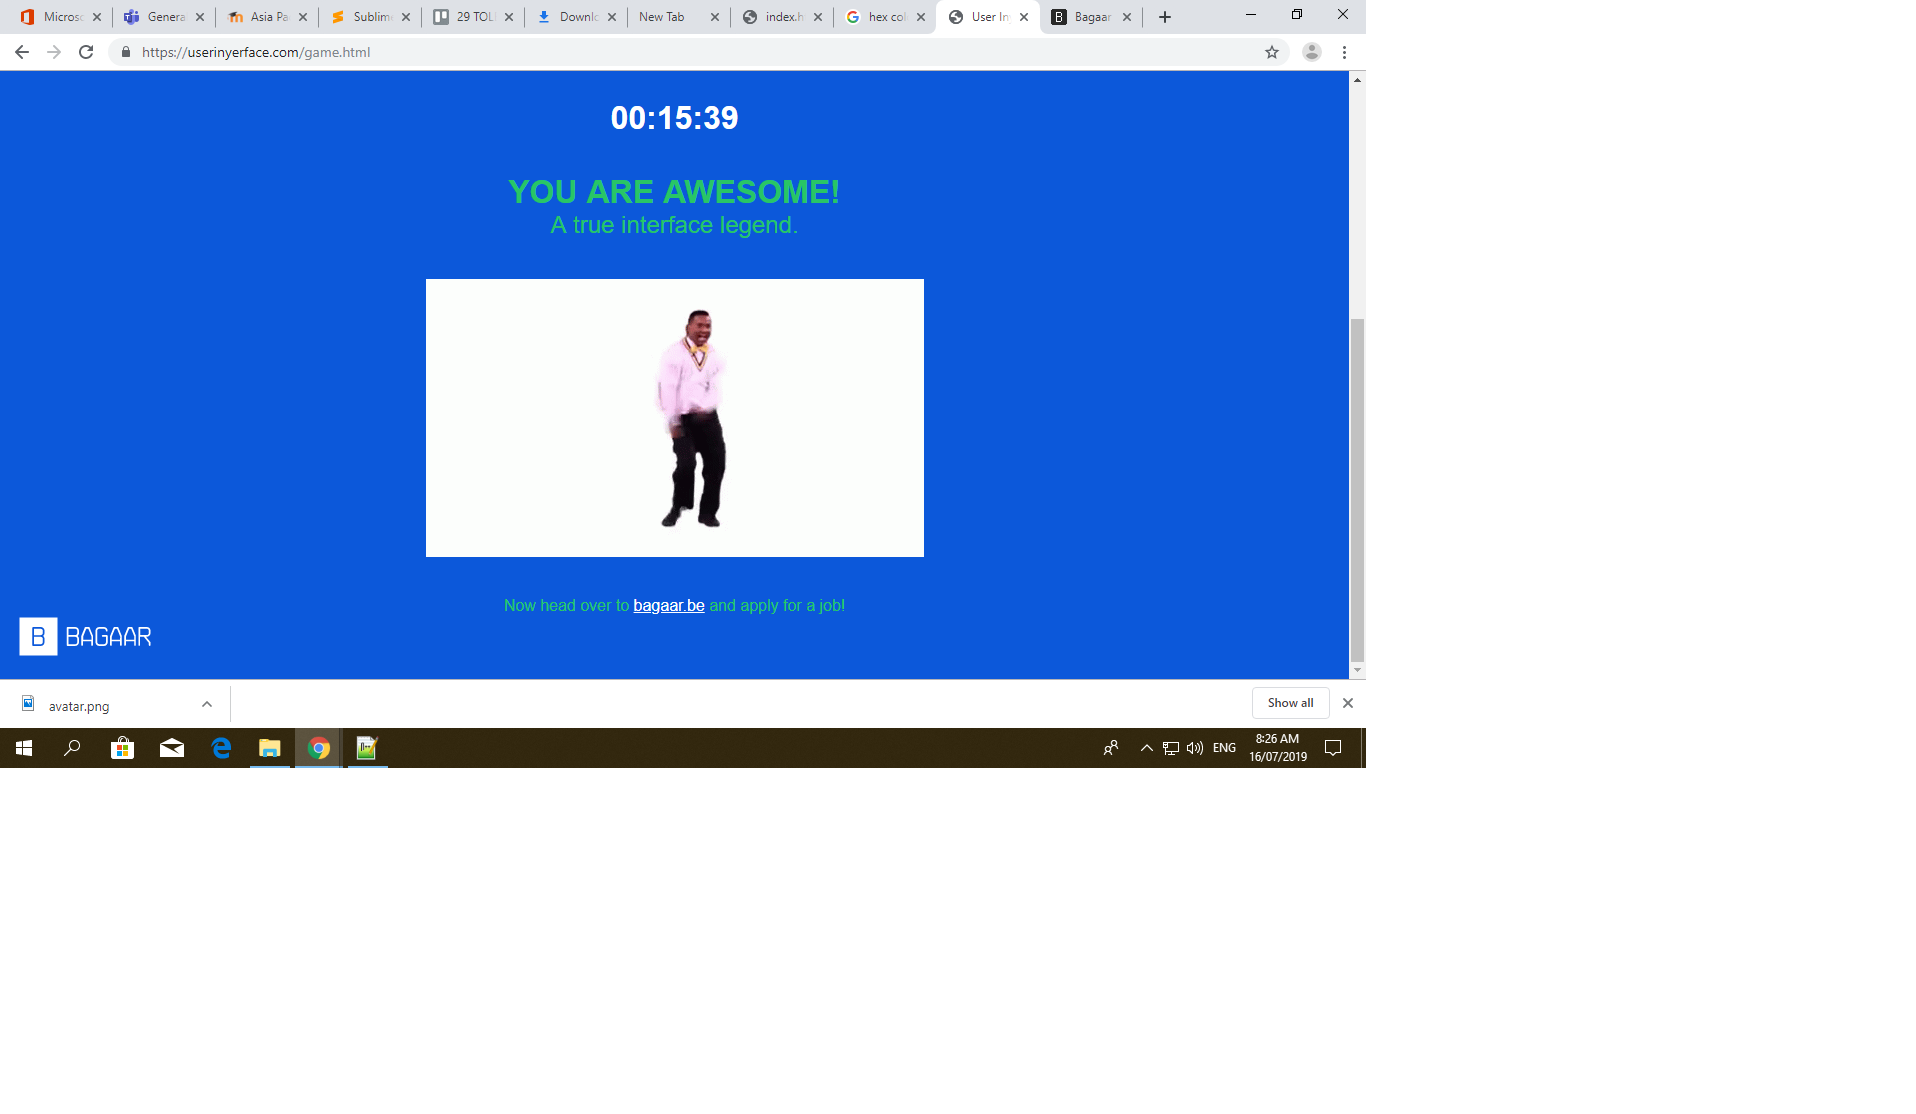 Micros
Genera
Asia Pa
Sublim
29 TOL
Downlo
New Tab
index.h
hex col
User In
Bagaar
https://userinyerface.com/game.html
00:15:39
YOU ARE AWESOME!
A true interface legend.
Now head over to bagaar.be and apply for a job!
B BAGAAR
avatar.png
Show all
ENG
8:26 AM
16/07/2019